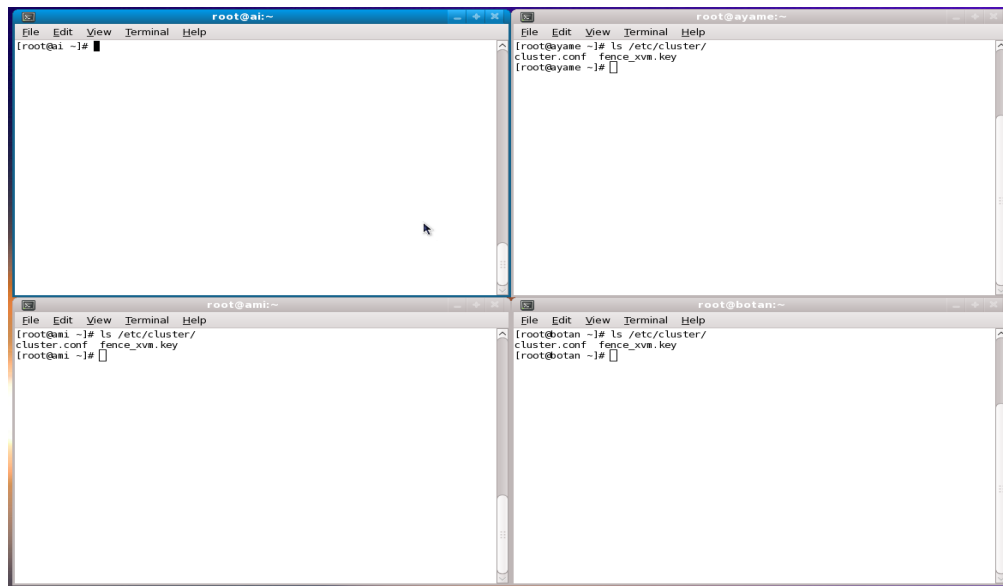 root@ai:~
File Edit View Terminal Help
[root@ai ~]#
root@ayame:~
File Edit View Terminal Help
[root@ayame ~]# ls /etc/cluster/
cluster.conf  fence_xvm.key
[root@ayame ~]#
root@ami:~
File Edit View Terminal Help
[root@ami ~]# ls /etc/cluster/
cluster.conf  fence_xvm.key
[root@ami ~]#
root@botan:~
File Edit View Terminal Help
[root@botan ~]# ls /etc/cluster/
cluster.conf  fence_xvm.key
[root@botan ~]#